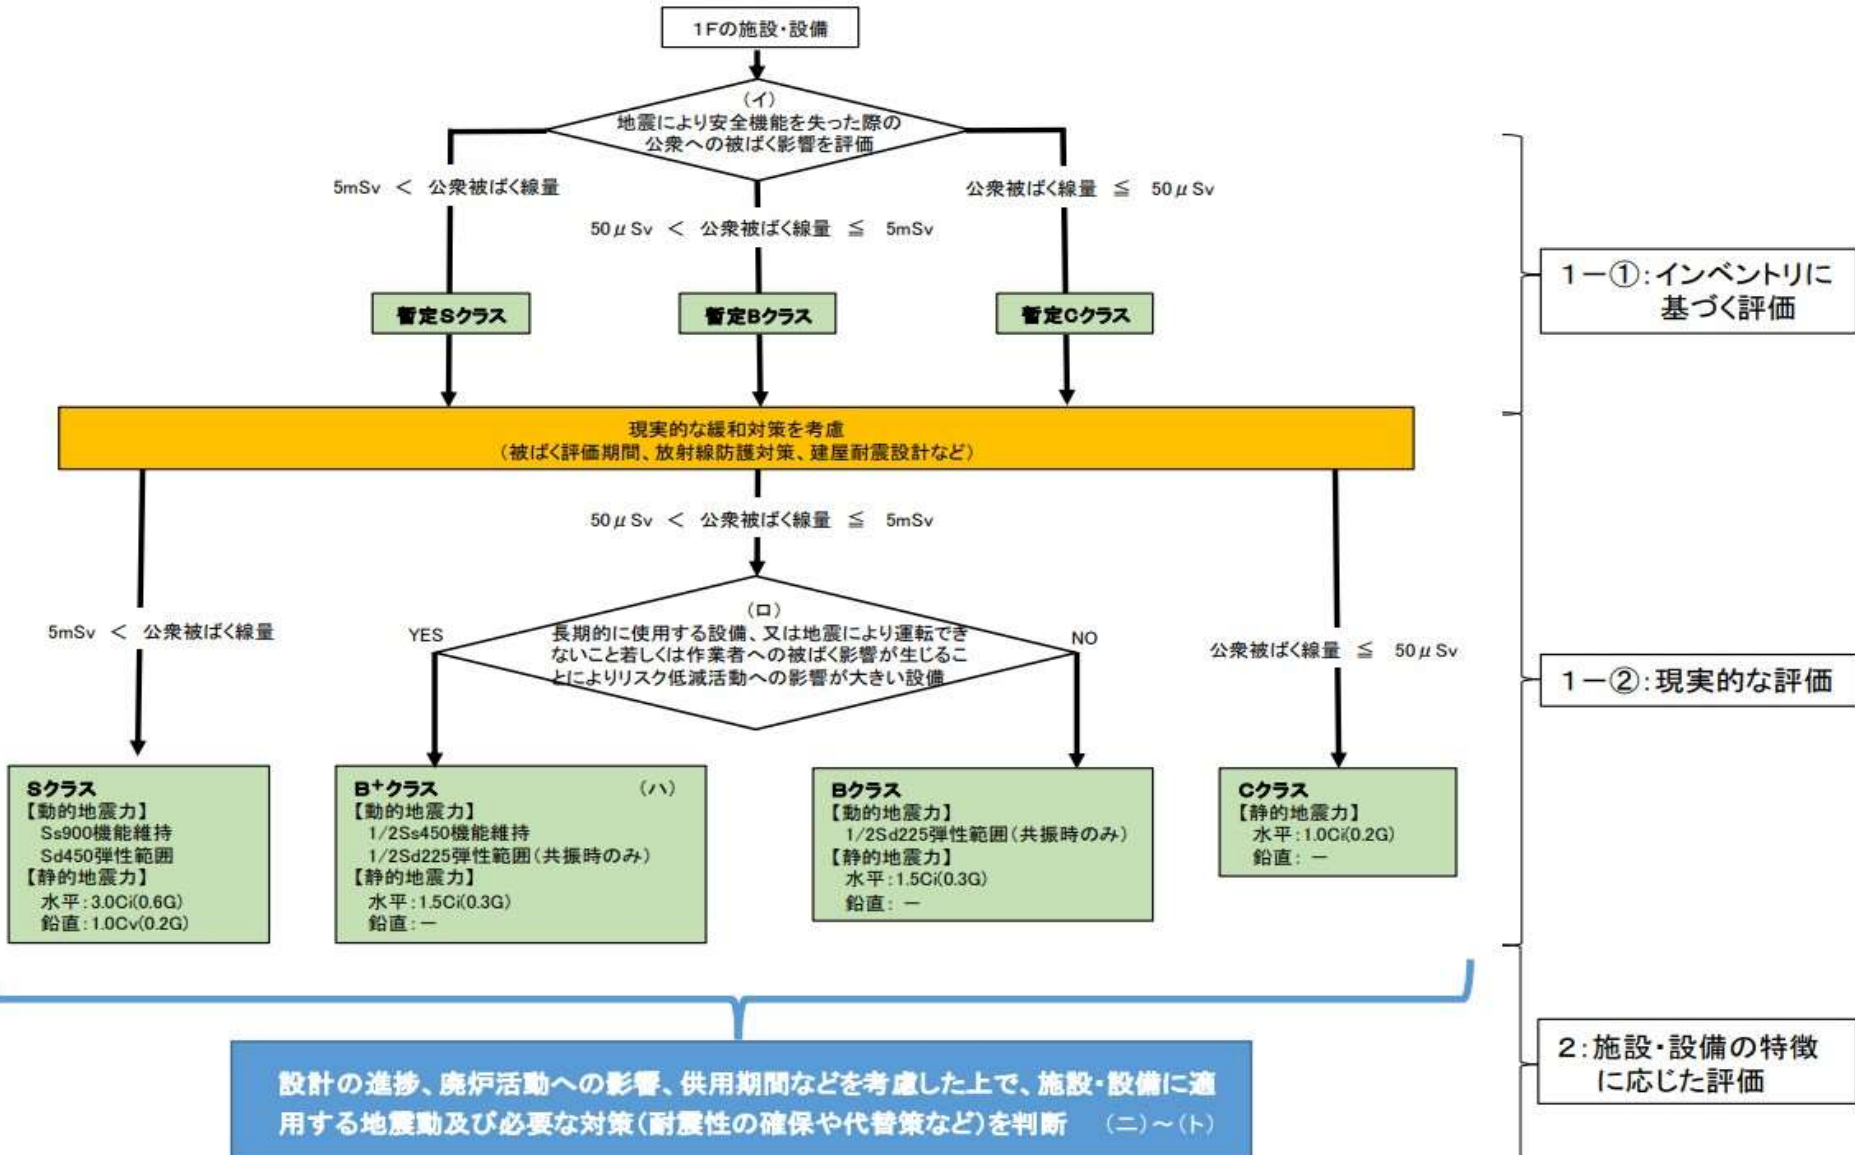 1Fの施設・設備
(イ)
地震により安全機能を失った際の
公衆への被ばく影響を評価
5mSv ＜ 公衆被ばく線量
公衆被ばく線量 ≦ 50μSv
50μSv ＜ 公衆被ばく線量 ≦ 5mSv
暫定Sクラス
暫定Bクラス
暫定Cクラス
1－①：インベントリに
基づく評価
現実的な緩和対策を考慮
(被ばく評価期間、放射線防護対策、建屋耐震設計など)
50μSv ＜ 公衆被ばく線量 ≦ 5mSv
5mSv ＜ 公衆被ばく線量
YES
(ロ)
長期的に使用する設備、又は地震により運転でき
ないこと若しくは作業者への被ばく影響が生じるこ
とによりリスク低減活動への影響が大きい設備
NO
公衆被ばく線量 ≦ 50μSv
1－②：現実的な評価
Sクラス
【動的地震力】
Ss900機能維持
Sd450弾性範囲
【静的地震力】
水平：3.0Ci(0.6G)
鉛直：1.0Cv(0.2G)
B⁺クラス (ハ)
【動的地震力】
1/2Ss450機能維持
1/2Sd225弾性範囲(共振時のみ)
【静的地震力】
水平：1.5Ci(0.3G)
鉛直：－
Bクラス
【動的地震力】
1/2Sd225弾性範囲(共振時のみ)
【静的地震力】
水平：1.5Ci(0.3G)
鉛直：－
Cクラス
【静的地震力】
水平：1.0Ci(0.2G)
鉛直：－
設計の進捗、廃炉活動への影響、供用期間などを考慮した上で、施設・設備に適
用する地震動及び必要な対策(耐震性の確保や代替策など)を判断 (ニ)～(ト)
2：施設・設備の特徴
に応じた評価